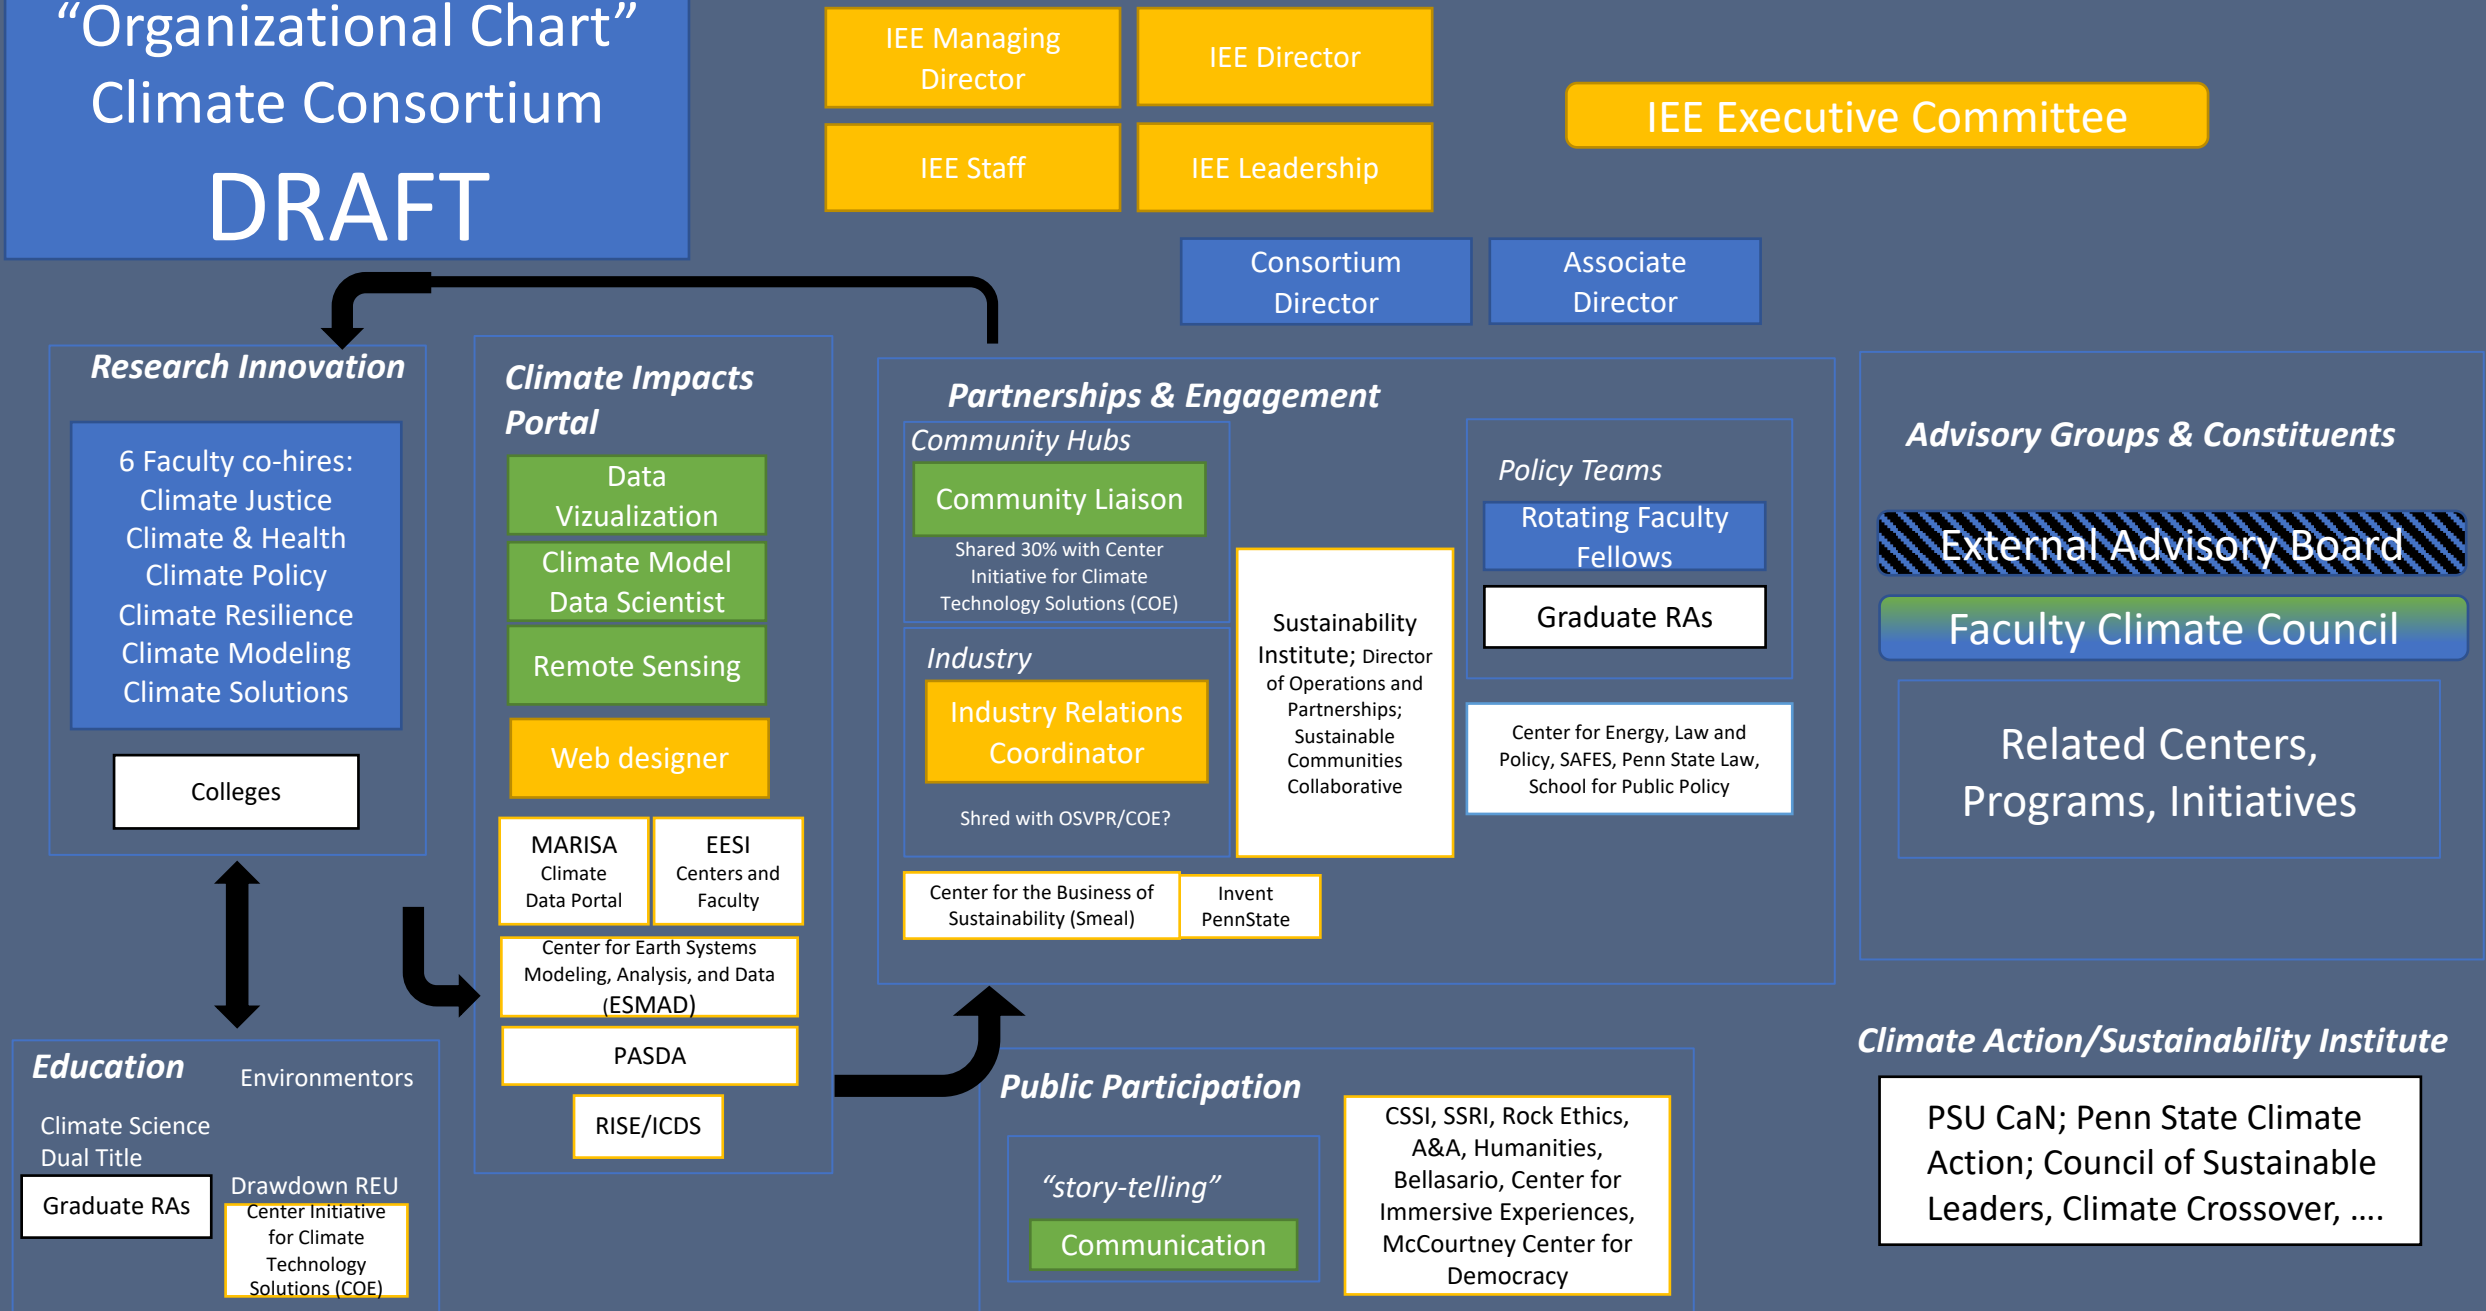 “Organizational Chart”
Climate Consortium
DRAFT
IEE Managing
Director
IEE Director
IEE Staff
IEE Leadership
IEE Executive Committee
Consortium
Director
Associate
Director
Research Innovation
6 Faculty co-hires:
Climate Justice
Climate & Health
Climate Policy
Climate Resilience
Climate Modeling
Climate Solutions
Colleges
Climate Impacts
Portal
Data
Vizualization
Climate Model
Data Scientist
Remote Sensing
Web designer
MARISA
Climate
Data Portal
EESI
Centers and
Faculty
Center for Earth Systems
Modeling, Analysis, and Data
(ESMAD)
PASDA
RISE/ICDS
Partnerships & Engagement
Community Hubs
Community Liaison
Shared 30% with Center
Initiative for Climate
Technology Solutions (COE)
Industry
Industry Relations
Coordinator
Shred with OSVPR/COE?
Sustainability
Institute; Director
of Operations and
Partnerships;
Sustainable
Communities
Collaborative
Policy Teams
Rotating Faculty
Fellows
Graduate RAs
Center for Energy, Law and
Policy, SAFES, Penn State Law,
School for Public Policy
Center for the Business of
Sustainability (Smeal)
Invent
PennState
Advisory Groups & Constituents
External Advisory Board
Faculty Climate Council
Related Centers,
Programs, Initiatives
Education
Environmentors
Climate Science
Dual Title
Graduate RAs
Drawdown REU
Center Initiative
for Climate
Technology
Solutions (COE)
Public Participation
“story-telling”
Communication
CSSI, SSRI, Rock Ethics,
A&A, Humanities,
Bellasario, Center for
Immersive Experiences,
McCourtney Center for
Democracy
Climate Action/Sustainability Institute
PSU CaN; Penn State Climate
Action; Council of Sustainable
Leaders, Climate Crossover, ....